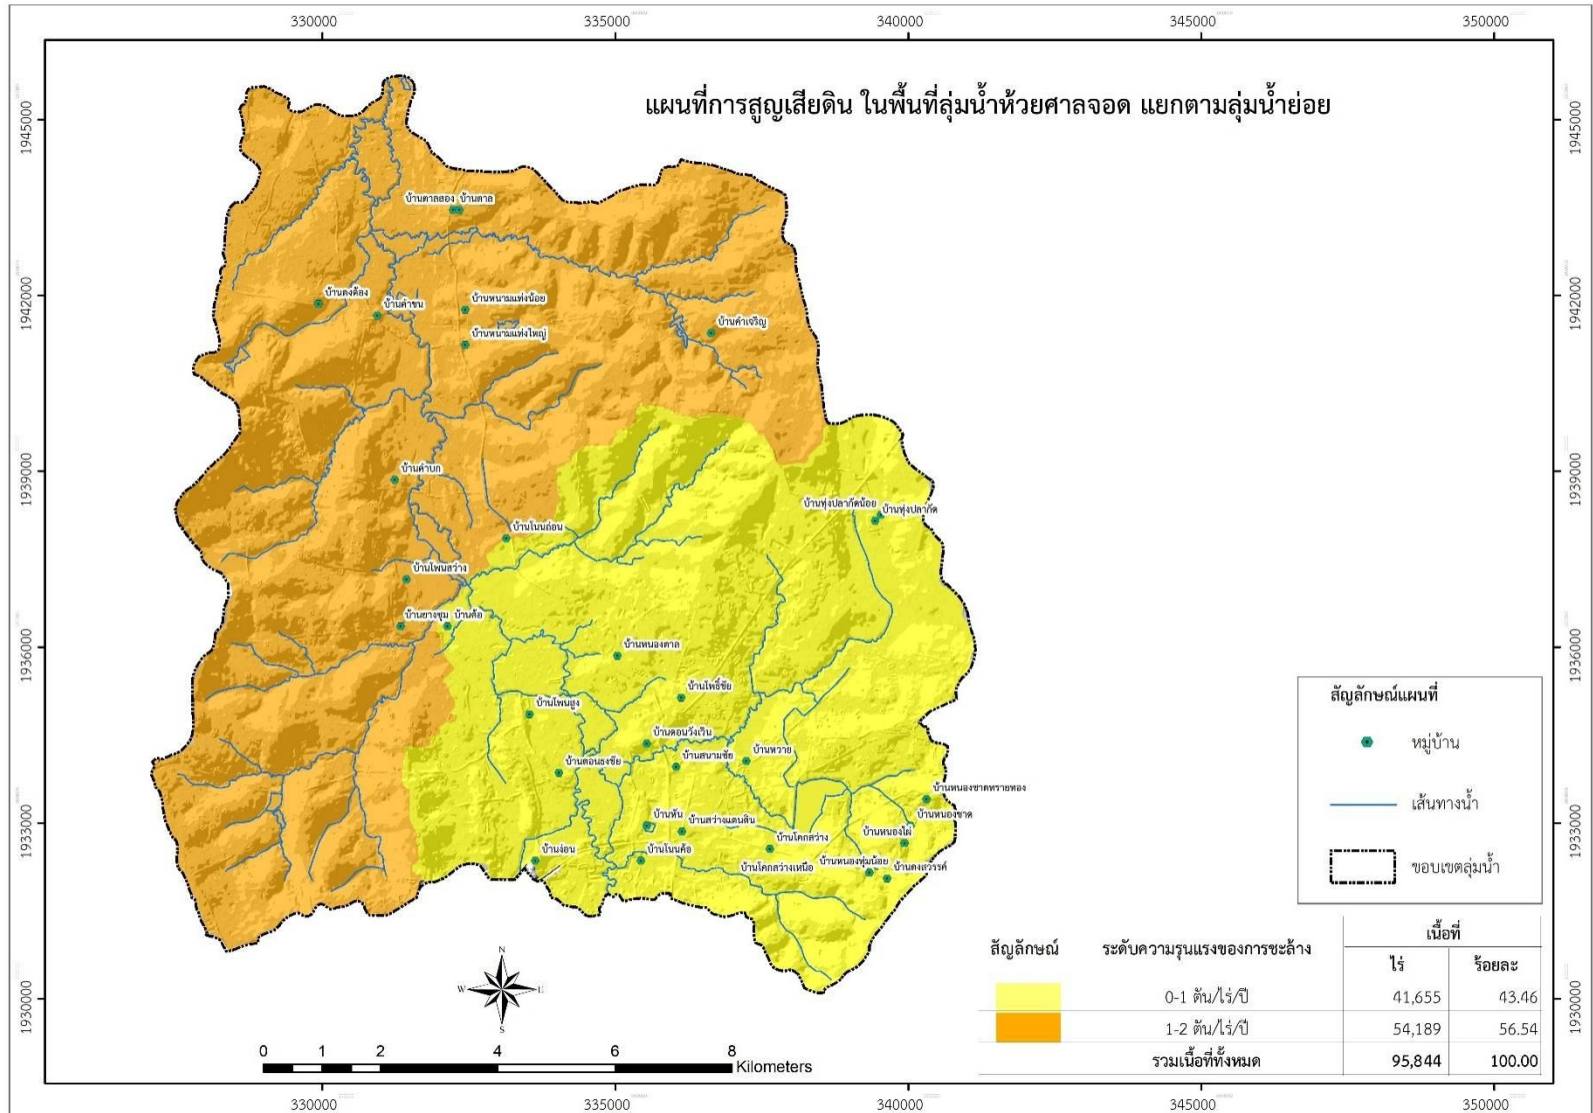 330000 335000 340000 345000 350000
แผนที่การสูญเสียดิน ในพื้นที่ลุ่มน้ำห้วยศาลจอด แยกตามลุ่มน้ำย่อย
1945000 1945000
บ้านตาลสอง บ้านตาล
1942000 1942000
บ้านดงต้อง
บ้านคำขน
บ้านหนามแท่งน้อย
บ้านหนามแท่งใหญ่
บ้านคำเจริญ
1939000 1939000
บ้านคำบก
บ้านทุ่งปลากัดน้อย
บ้านทุ่งปลากัด
บ้านโนนถ่อน
บ้านโพนสว่าง
บ้านยางชุม บ้านค้อ
1936000 1936000
บ้านหนองตาล
บ้านโพธิ์ชัย
บ้านโพนสูง
บ้านดอนวังเวิน
บ้านสนามชัย
บ้านหวาย
บ้านดอนธงชัย
บ้านหนองชาดทรายทอง
บ้านหนองชาด
1933000 1933000
บ้านหัน
บ้านสว่างแดนดิน
บ้านโคกสว่าง
บ้านหนองไผ่
บ้านง่อน
บ้านโนนค้อ
บ้านโคกสว่างเหนือ
บ้านหนองทุ่มน้อย
บ้านดงสวรรค์
1930000 1930000
สัญลักษณ์แผนที่
หมู่บ้าน
เส้นทางน้ำ
ขอบเขตลุ่มน้ำ
N
W E
S
0 1 2 4 6 8
Kilometers
สัญลักษณ์ ระดับความรุนแรงของการชะล้าง เนื้อที่
ไร่ ร้อยละ
0-1 ตัน/ไร่/ปี 41,655 43.46
1-2 ตัน/ไร่/ปี 54,189 56.54
รวมเนื้อที่ทั้งหมด 95,844 100.00
330000 335000 340000 345000 350000